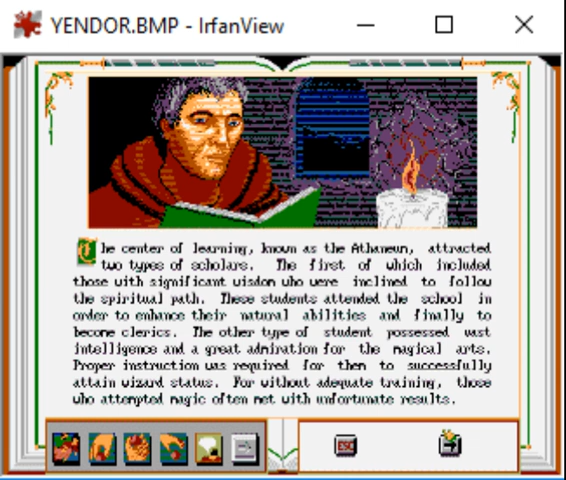 YENDOR.BMP - IrfanView
The center of learning, known as the Athaneum, attracted
two types of scholars. The first of which included
those with significant wisdom who were inclined to follow
the spiritual path. These students attended the school in
order to enhance their natural abilities and finally to
become clerics. The other type of student possessed vast
intelligence and a great admiration for the magical arts.
Proper instruction was required for them to successfully
attain wizard status. For without adequate training, those
who attempted magic often met with unfortunate results.
ESC